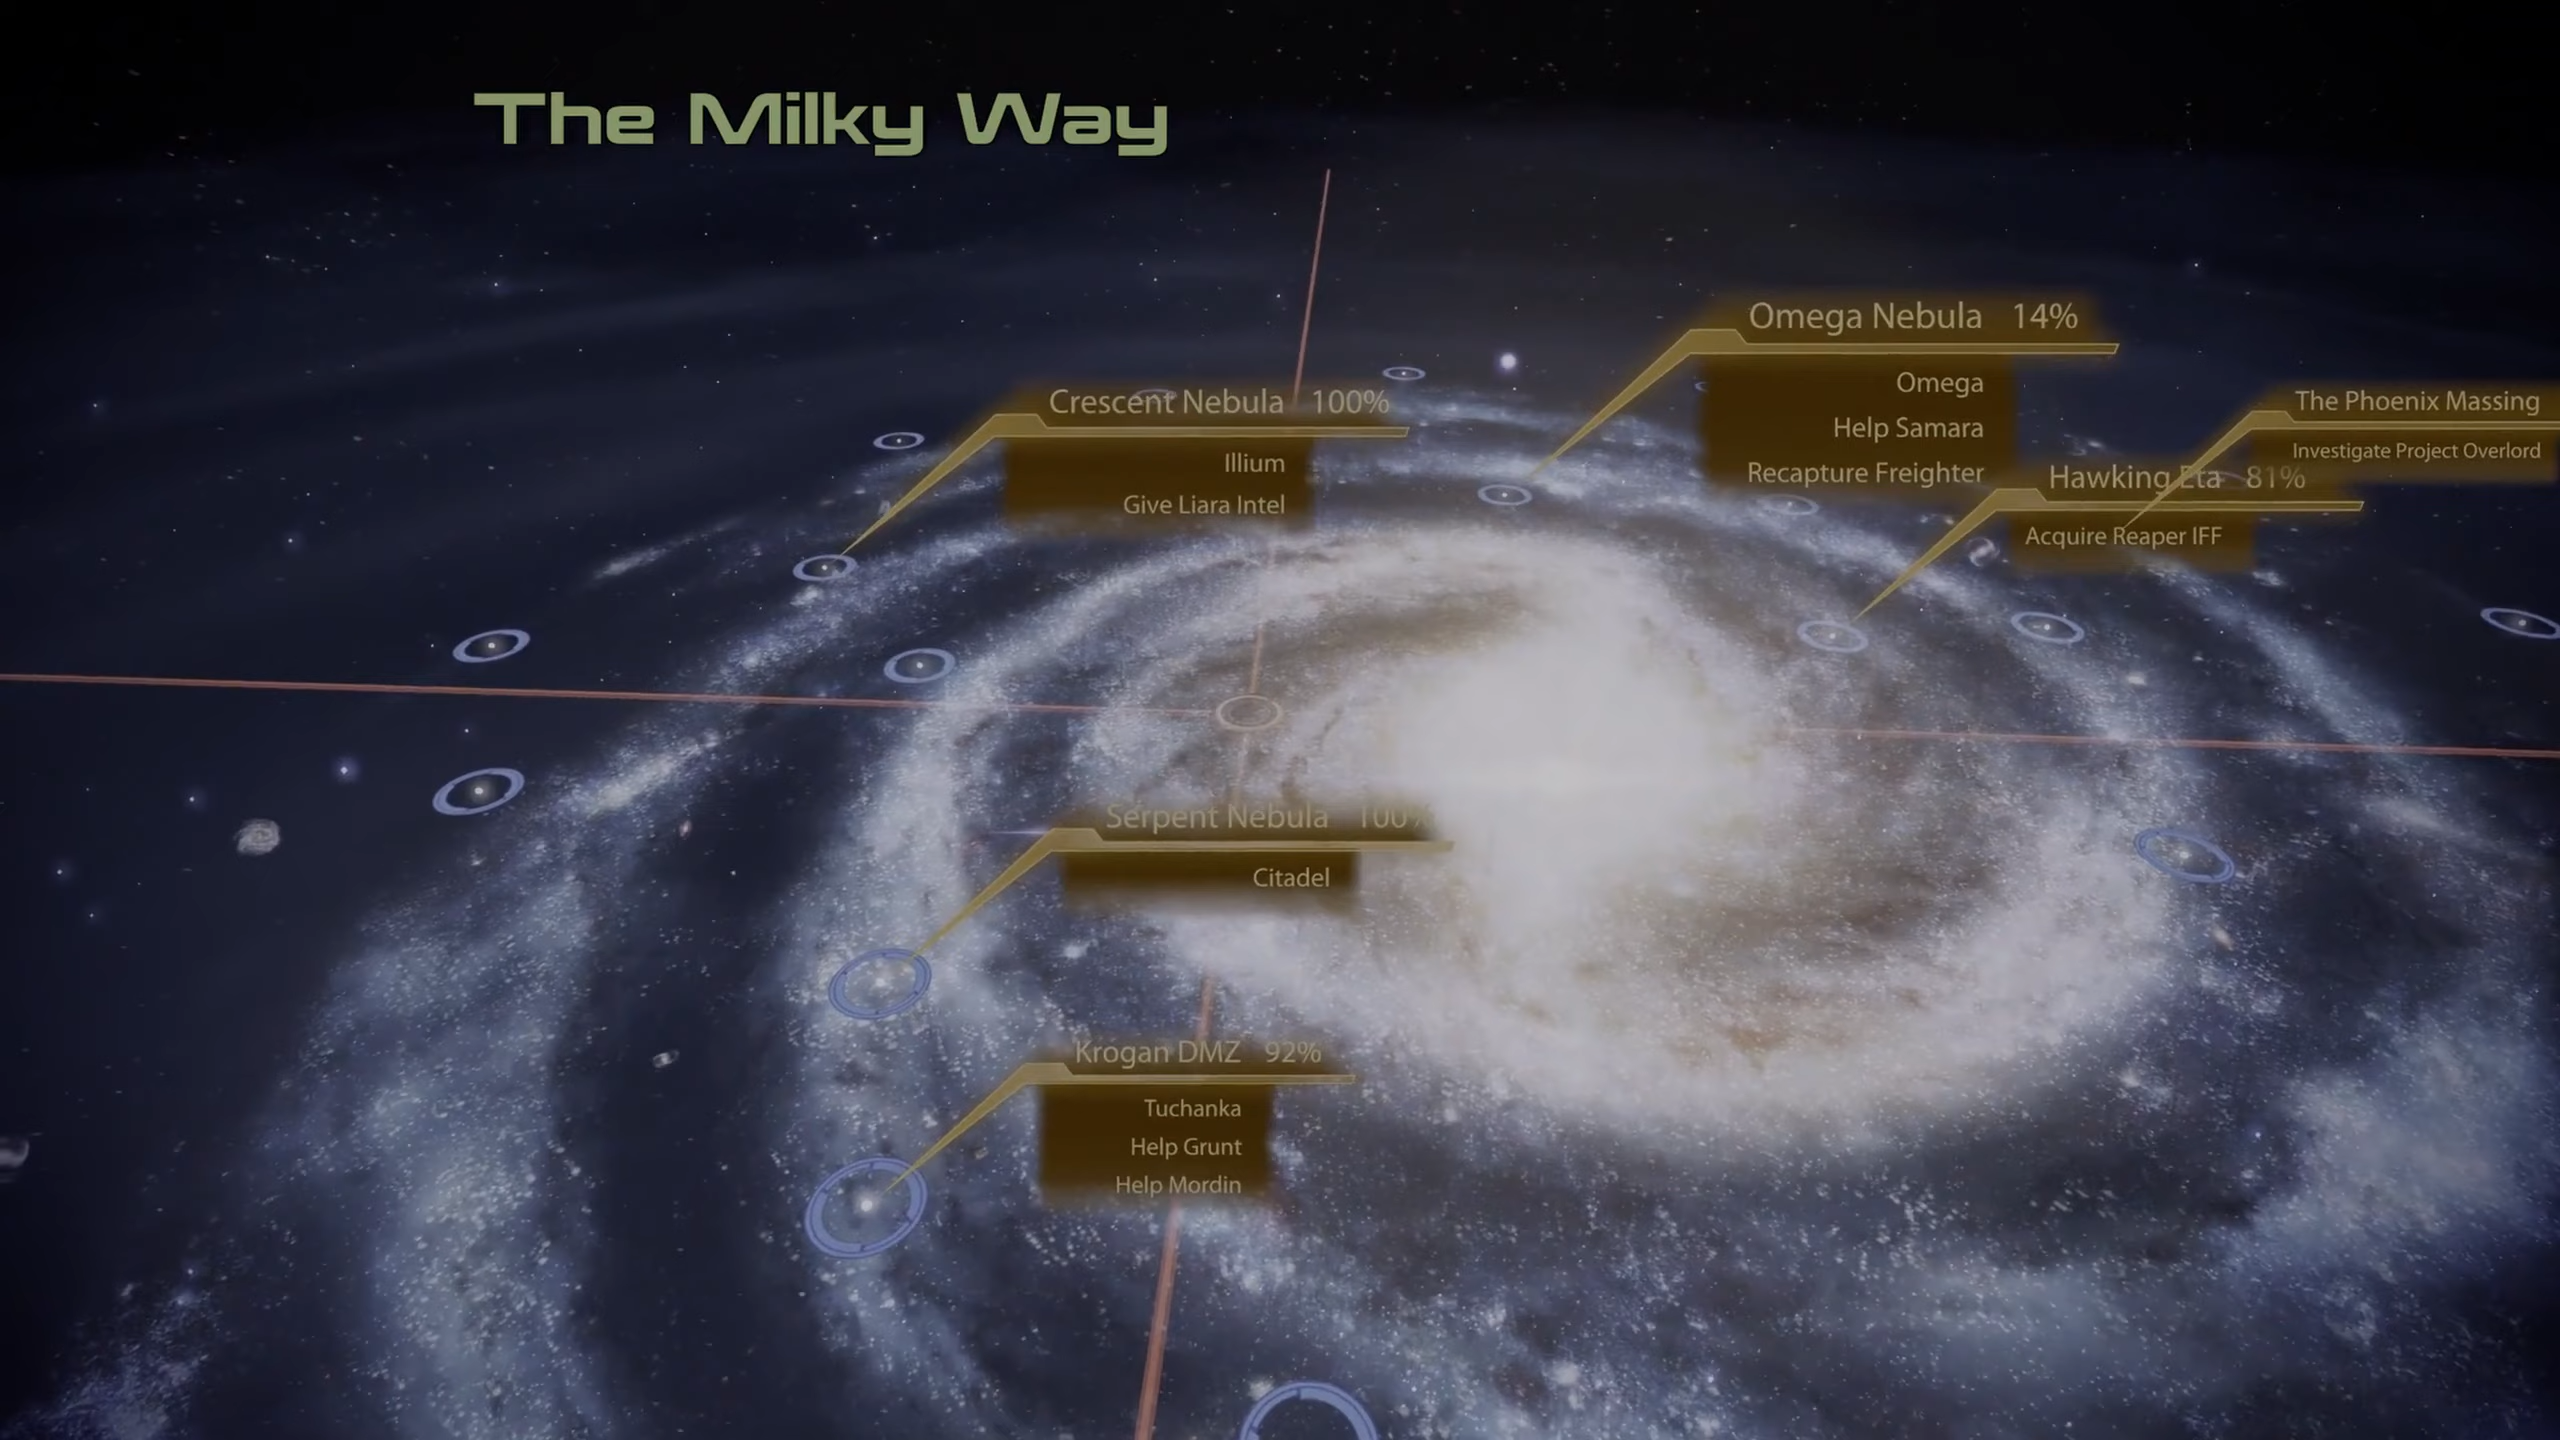 The Milky Way
Omega Nebula 14%
Omega
Help Samara
Recapture Freighter
Crescent Nebula 100%
Illium
Give Liara Intel
The Phoenix Massing
Investigate Project Overlord
Hawking Eta 81%
Acquire Reaper IFF
Serpent Nebula 100%
Citadel
Krogan DMZ 92%
Tuchanka
Help Grunt
Help Mordin